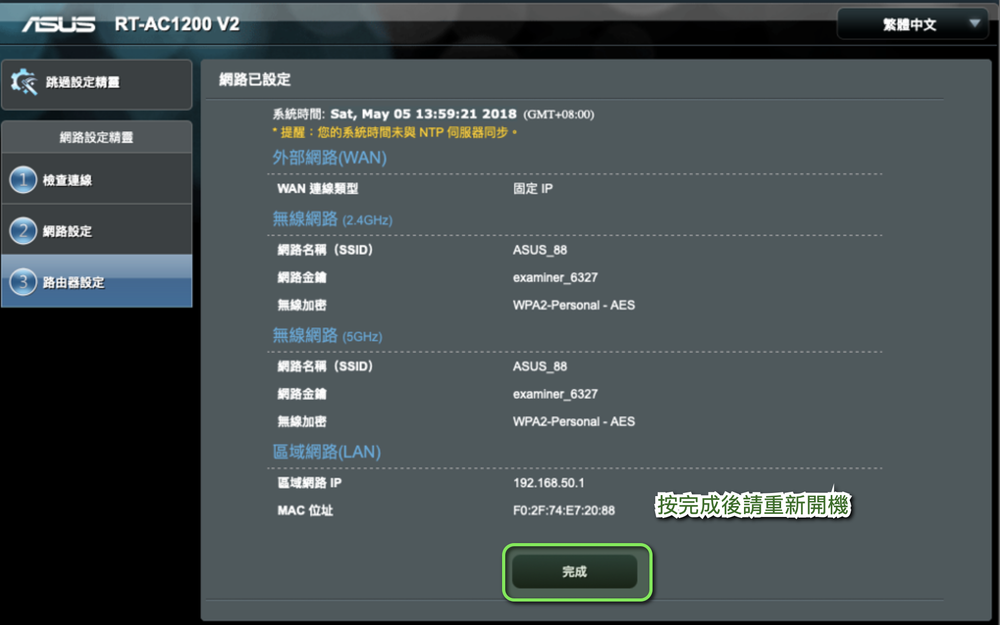 ASUS RT-AC1200 V2
繁體中文
跳過設定精靈
網路設定精靈
1 檢查連線
2 網路設定
3 路由器設定
網路已設定
系統時間: Sat, May 05 13:59:21 2018 (GMT+08:00)
* 提醒：您的系統時間未與 NTP 伺服器同步。
外部網路(WAN)
WAN 連線類型 固定 IP
無線網路 (2.4GHz)
網路名稱（SSID） ASUS_88
網路金鑰 examiner_6327
無線加密 WPA2-Personal - AES
無線網路 (5GHz)
網路名稱（SSID） ASUS_88
網路金鑰 examiner_6327
無線加密 WPA2-Personal - AES
區域網路(LAN)
區域網路 IP 192.168.50.1
MAC 位址 F0:2F:74:E7:20:88
按完成後請重新開機
完成